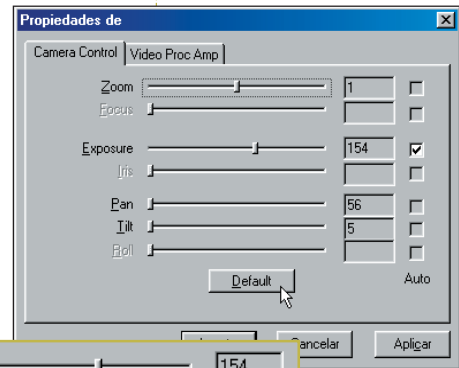 Propiedades de
Camera Control Video Proc Amp
Zoom 1
Focus
Exposure 154
Iris
Pan 56
Tilt 5
Roll
Default Auto
Cancelar Aplicar
154